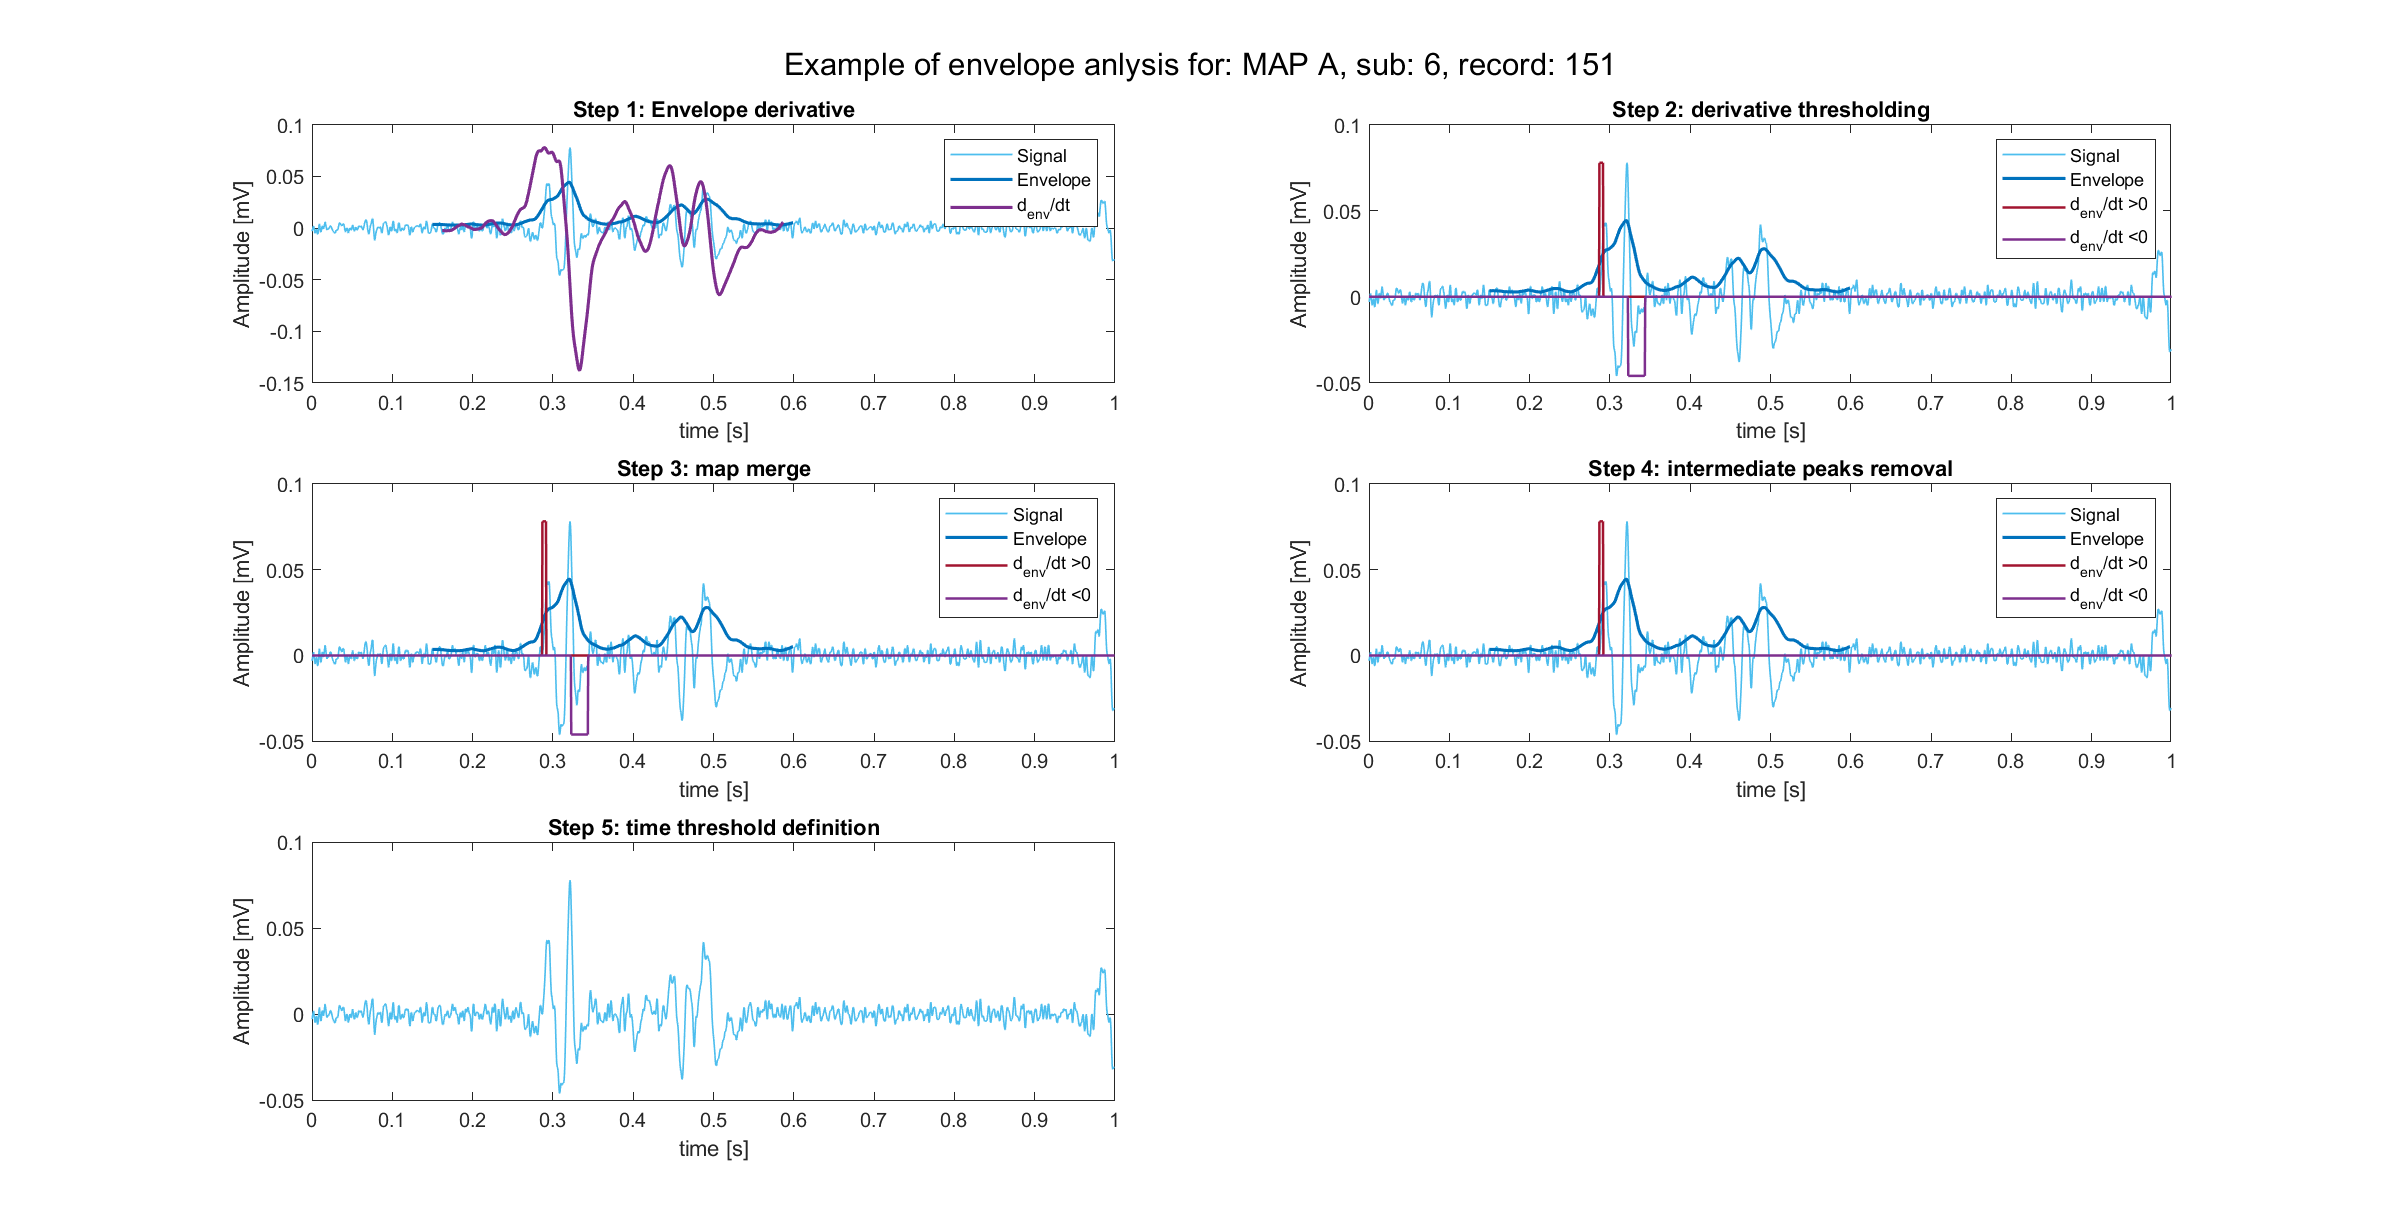 Example of envelope anlysis for: MAP A, sub: 6, record: 151
Step 1: Envelope derivative
Amplitude [mV]
0.1
0.05
0
-0.05
-0.1
-0.15
Signal
Envelope
d_env/dt
0 0.1 0.2 0.3 0.4 0.5 0.6 0.7 0.8 0.9 1
time [s]
Step 2: derivative thresholding
Amplitude [mV]
0.1
0.05
0
-0.05
Signal
Envelope
d_env/dt >0
d_env/dt <0
0 0.1 0.2 0.3 0.4 0.5 0.6 0.7 0.8 0.9 1
time [s]
Step 3: map merge
Amplitude [mV]
0.1
0.05
0
-0.05
Signal
Envelope
d_env/dt >0
d_env/dt <0
0 0.1 0.2 0.3 0.4 0.5 0.6 0.7 0.8 0.9 1
time [s]
Step 4: intermediate peaks removal
Amplitude [mV]
0.1
0.05
0
-0.05
Signal
Envelope
d_env/dt >0
d_env/dt <0
0 0.1 0.2 0.3 0.4 0.5 0.6 0.7 0.8 0.9 1
time [s]
Step 5: time threshold definition
Amplitude [mV]
0.1
0.05
0
-0.05
0 0.1 0.2 0.3 0.4 0.5 0.6 0.7 0.8 0.9 1
time [s]